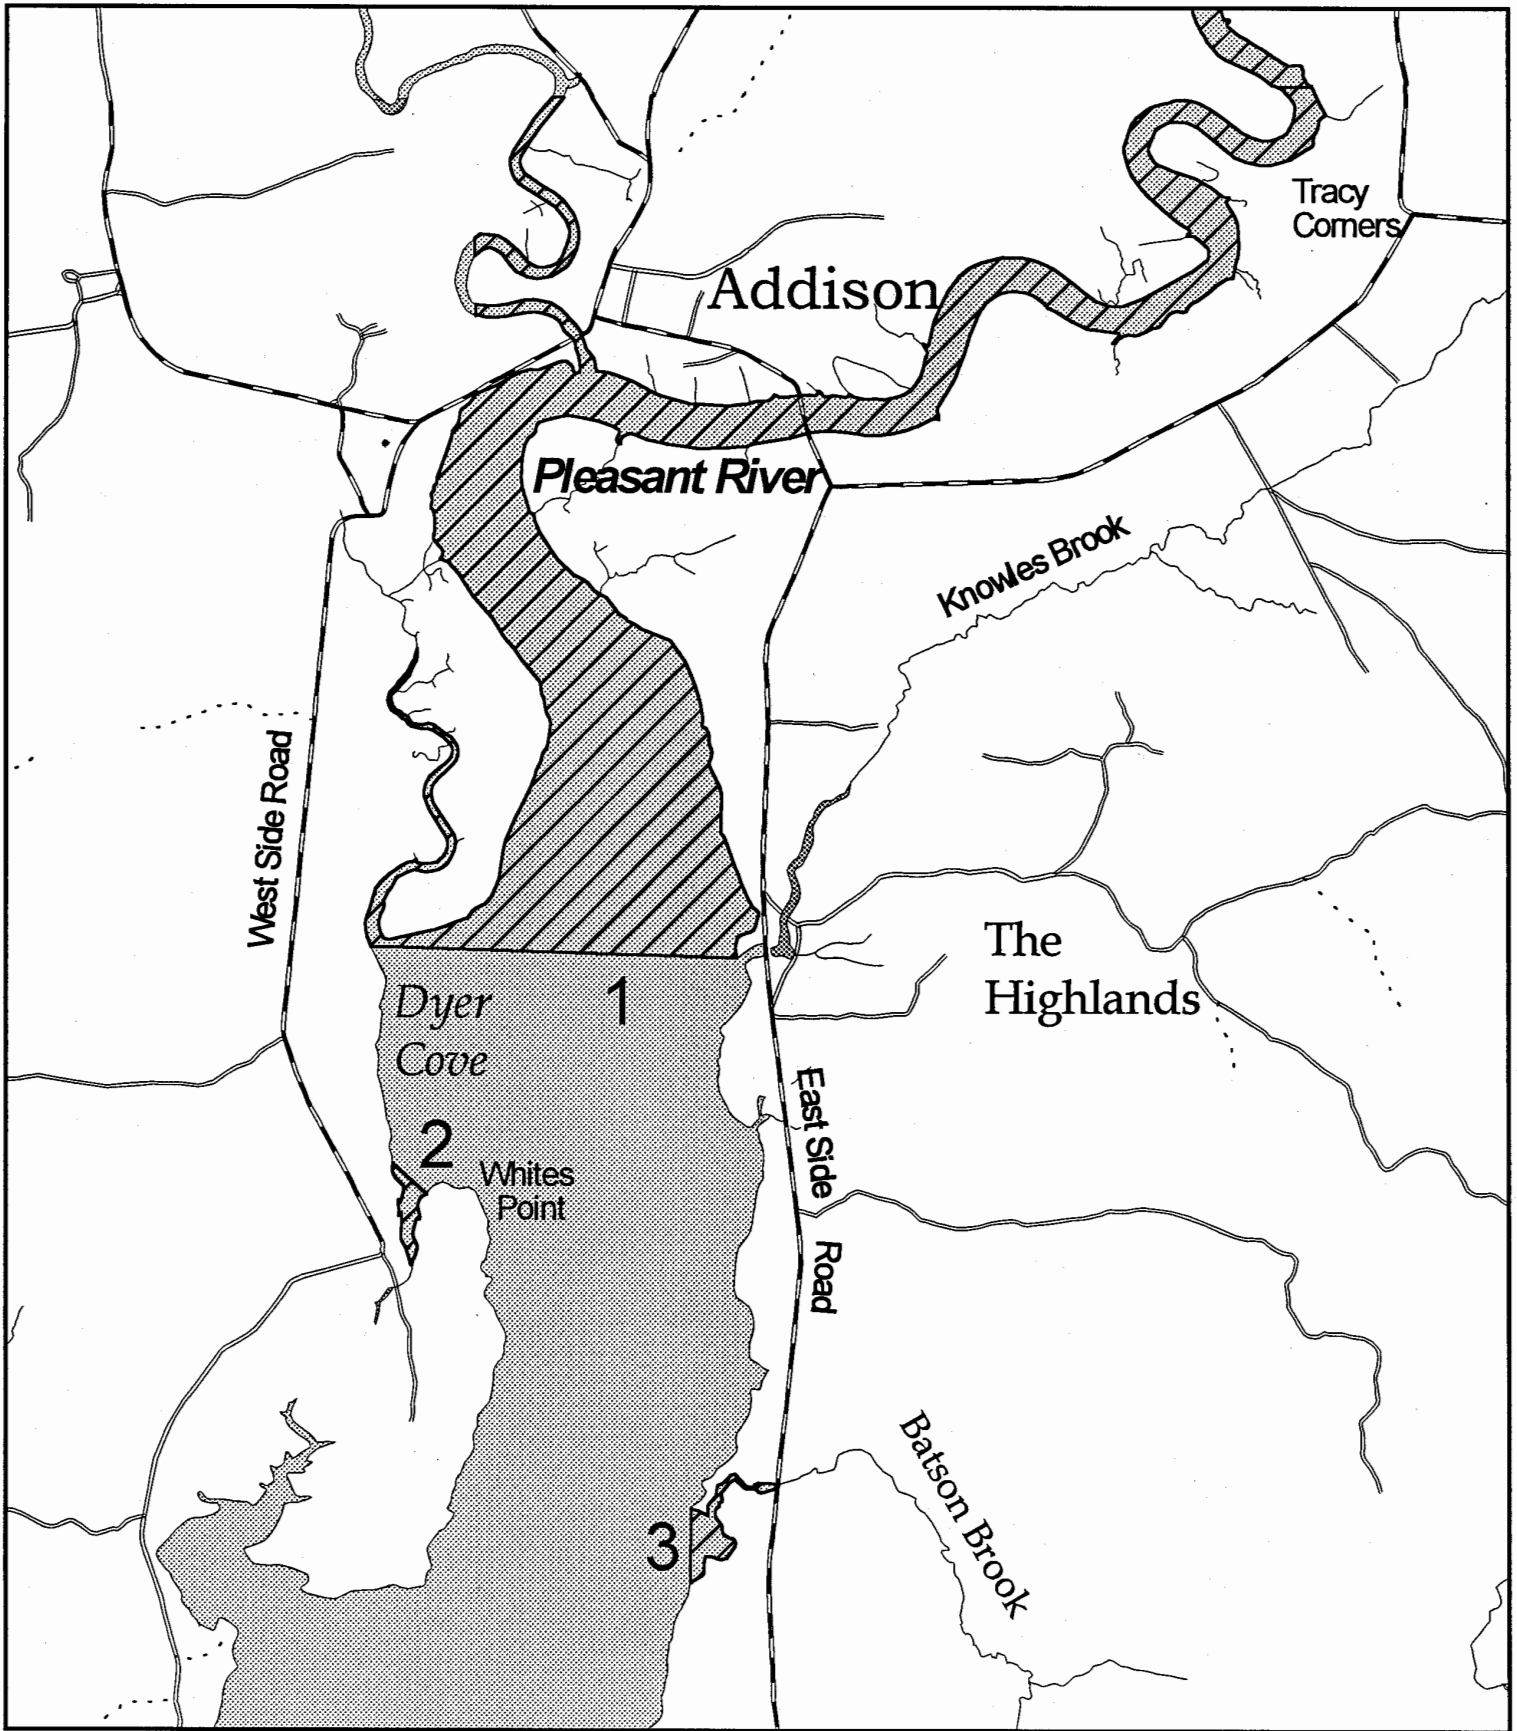 Tracy
Corners
Addison
Pleasant River
Knowles Brook
West Side Road
The
Highlands
Dyer
Cove
1
East Side
Road
2
Whites
Point
3
Batson Brook